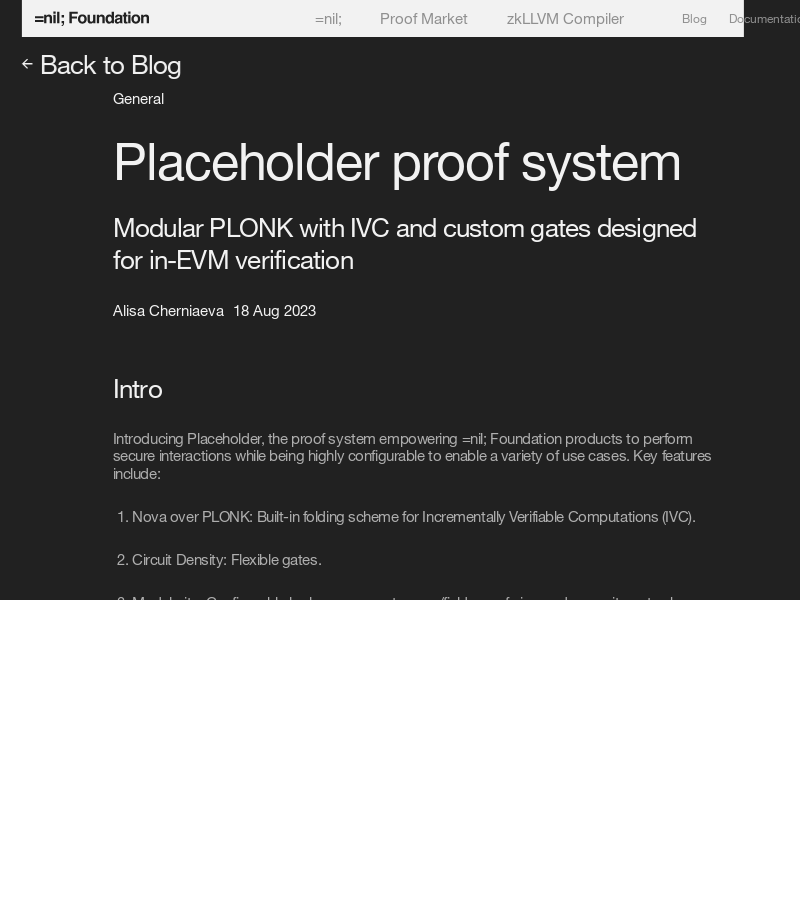 =nil; Foundation
=nil; Proof Market zkLLVM Compiler Blog
← Back to Blog
General
Placeholder proof system
Modular PLONK with IVC and custom gates designed
for in-EVM verification
Alisa Cherniaeva 18 Aug 2023
Intro
Introducing Placeholder, the proof system empowering =nil; Foundation products to perform
secure interactions while being highly configurable to enable a variety of use cases. Key features
include:
1. Nova over PLONK: Built-in folding scheme for Incrementally Verifiable Computations (IVC).
2. Circuit Density: Flexible gates.